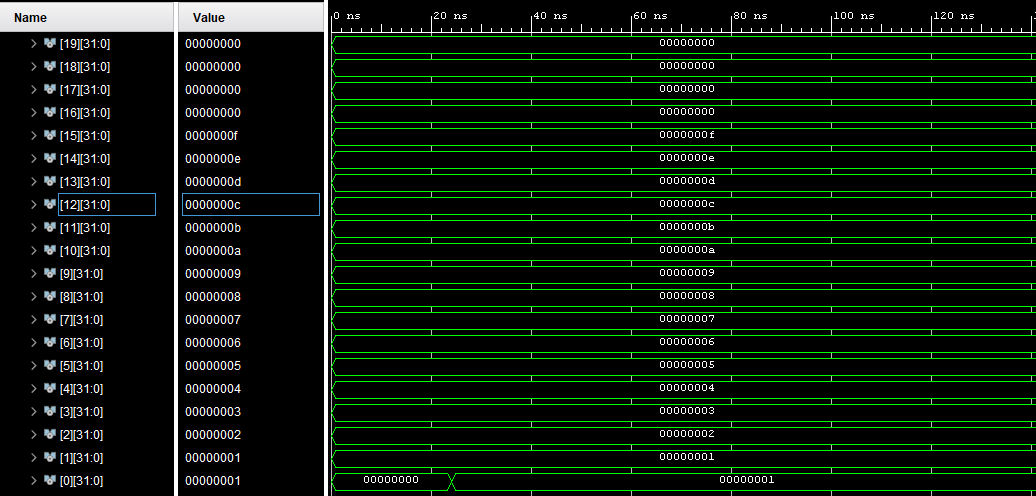 Name Value 0 ns 20 ns 40 ns 60 ns 80 ns 100 ns 120 ns
[19][31:0] 00000000 00000000
[18][31:0] 00000000 00000000
[17][31:0] 00000000 00000000
[16][31:0] 00000000 00000000
[15][31:0] 0000000f 0000000f
[14][31:0] 0000000e 0000000e
[13][31:0] 0000000d 0000000d
[12][31:0] 0000000c 0000000c
[11][31:0] 0000000b 0000000b
[10][31:0] 0000000a 0000000a
[9][31:0] 00000009 00000009
[8][31:0] 00000008 00000008
[7][31:0] 00000007 00000007
[6][31:0] 00000006 00000006
[5][31:0] 00000005 00000005
[4][31:0] 00000004 00000004
[3][31:0] 00000003 00000003
[2][31:0] 00000002 00000002
[1][31:0] 00000001 00000001
[0][31:0] 00000001 00000000 00000001